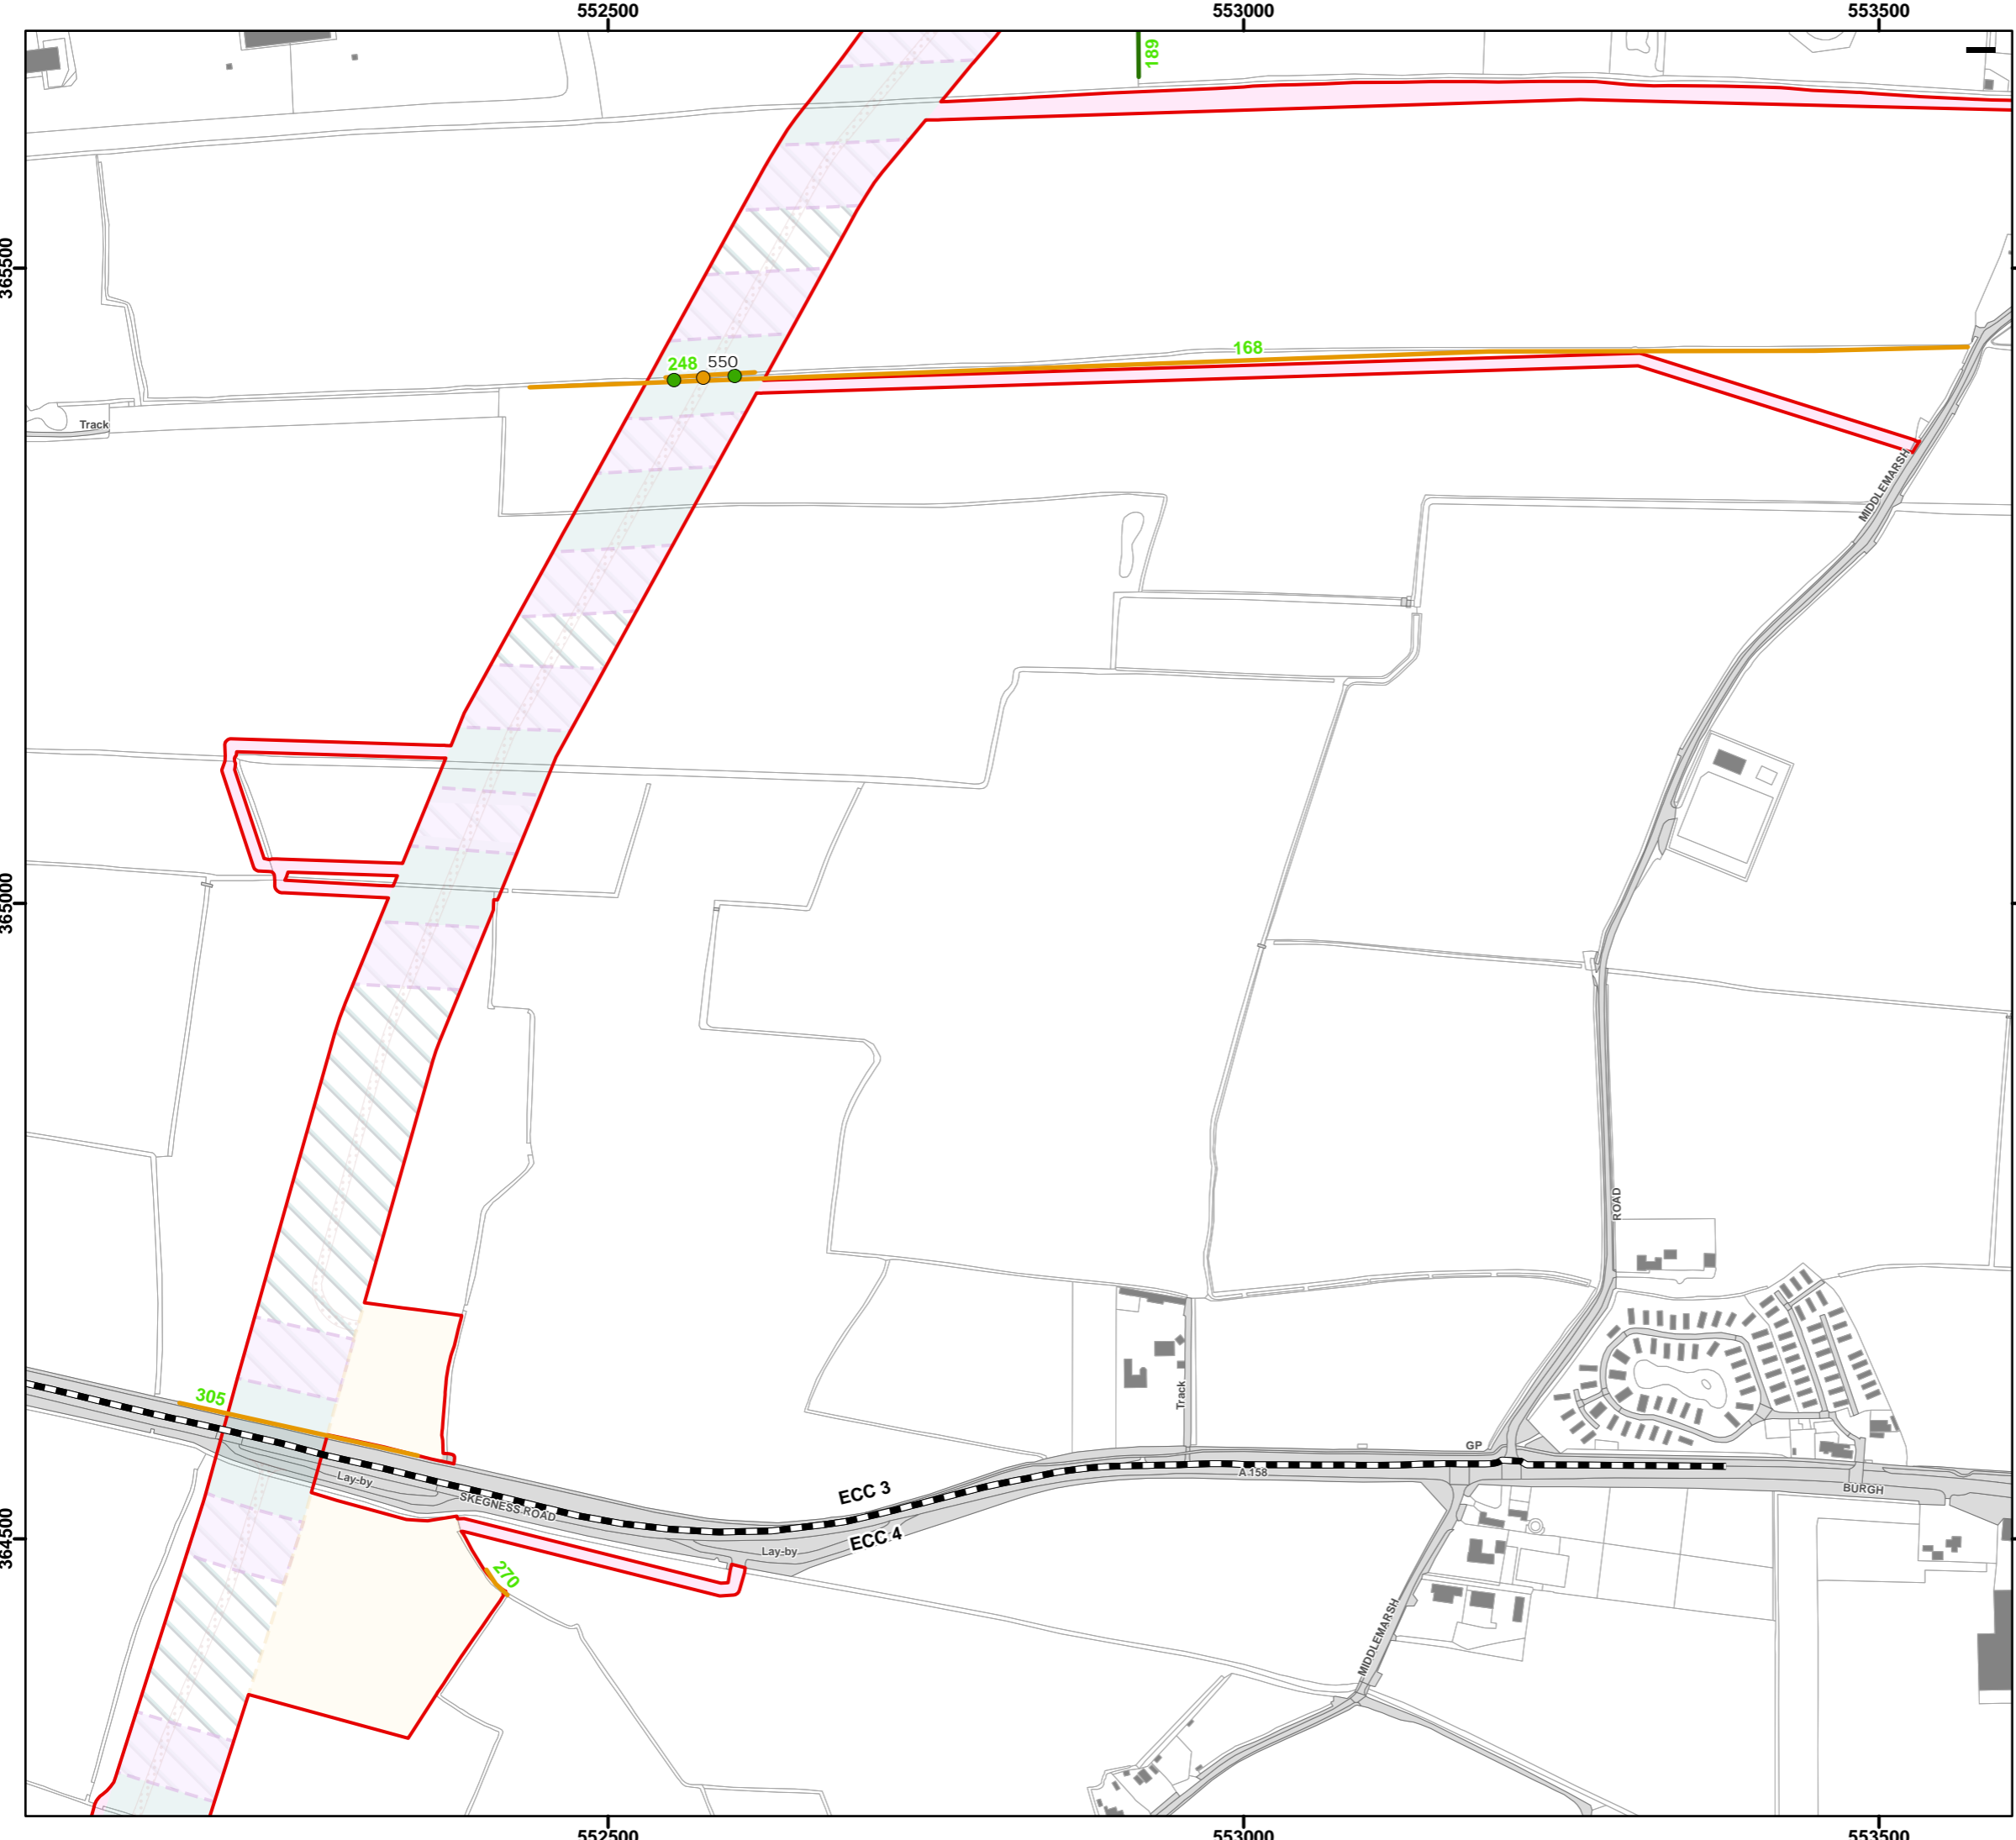 552500
553000
553500
189
365500
168
248
550
Track
MIDDLEMARSH
365000
ROAD
305
Track
GP
Lay-by
ECC 3
A 158
SKEGNESS ROAD
BURGH
364500
ECC 4
Lay-by
270
MIDDLEMARSH
552500
553000
553500